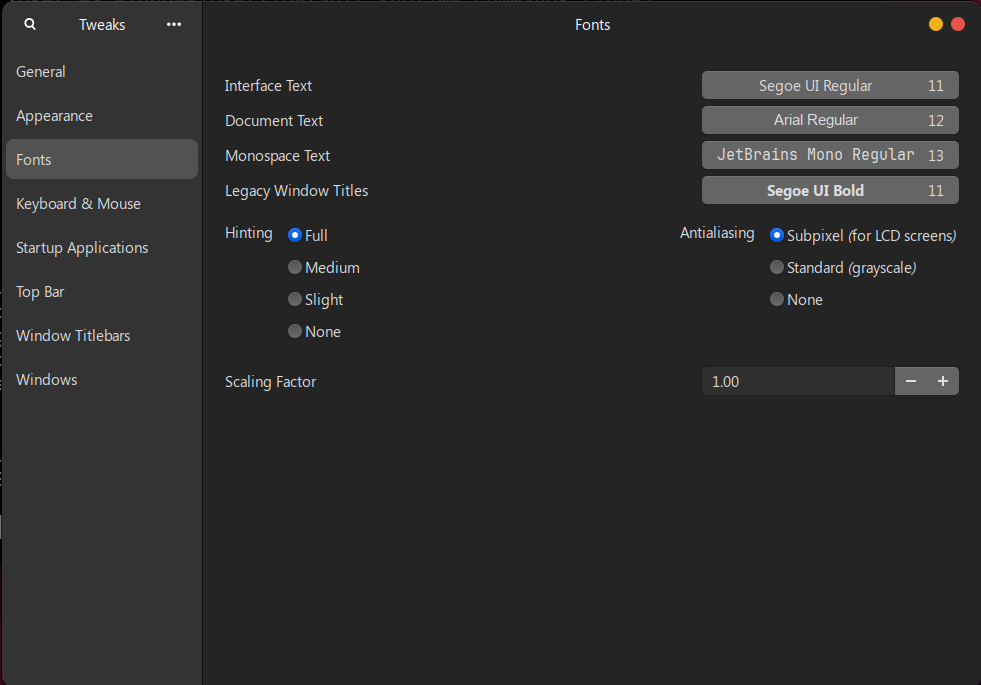 Tweaks
Fonts
General
Appearance
Fonts
Keyboard & Mouse
Startup Applications
Top Bar
Window Titlebars
Windows
Interface Text Segoe UI Regular 11
Document Text Arial Regular 12
Monospace Text JetBrains Mono Regular 13
Legacy Window Titles Segoe UI Bold 11
Hinting Full Antialiasing Subpixel (for LCD screens)
Medium Standard (grayscale)
Slight None
None
Scaling Factor 1.00